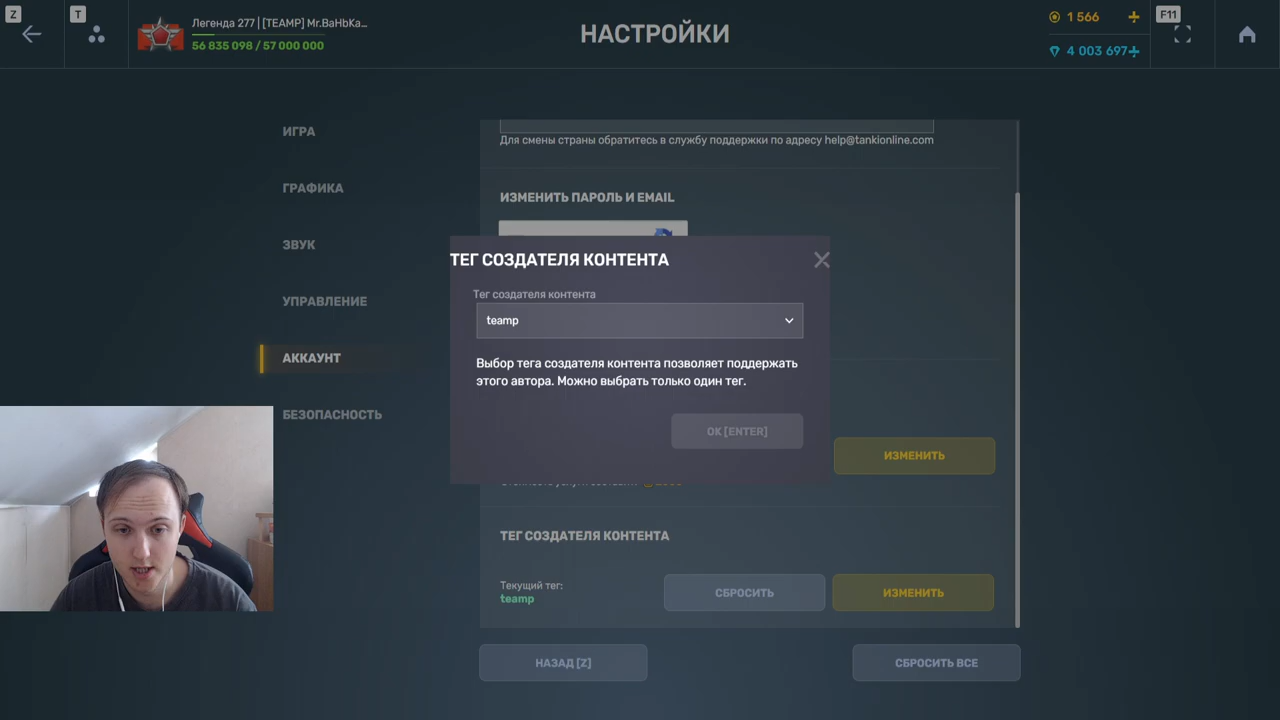 Z
T
Легенда 277 | [TEAMP] Mr.BaHbKa...
56 835 098 / 57 000 000
НАСТРОЙКИ
1 566
4 003 697
F11
ИГРА
ГРАФИКА
ЗВУК
УПРАВЛЕНИЕ
АККАУНТ
БЕЗОПАСНОСТЬ
Для смены страны обратитесь в службу поддержки по адресу help@tankionline.com
ИЗМЕНИТЬ ПАРОЛЬ И EMAIL
ТЕГ СОЗДАТЕЛЯ КОНТЕНТА
Тег создателя контента
teamp
Выбор тега создателя контента позволяет поддержать
этого автора. Можно выбрать только один тег.
OK [ENTER]
ИЗМЕНИТЬ
ТЕГ СОЗДАТЕЛЯ КОНТЕНТА
Текущий тег:
teamp
СБРОСИТЬ
ИЗМЕНИТЬ
НАЗАД [Z]
СБРОСИТЬ ВСЕ